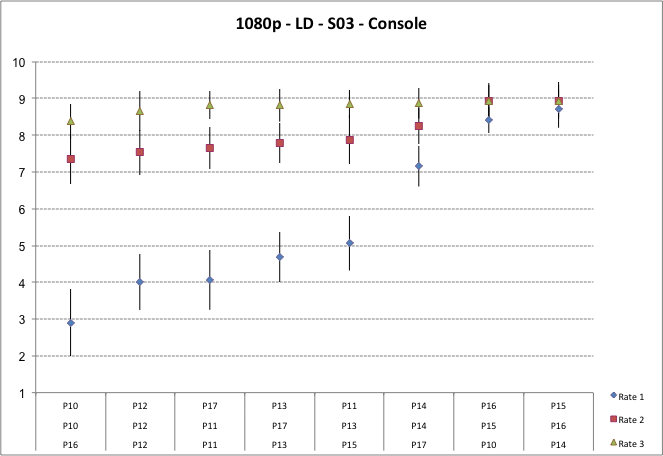 1080p - LD - S03 - Console
10
9
8
7
6
5
4
3
2
1
P10 P12 P17 P13 P11 P14 P16 P15
P10 P12 P11 P17 P13 P11 P15 P16
P16 P12 P11 P13 P15 P17 P10 P14
Rate 1
Rate 2
Rate 3